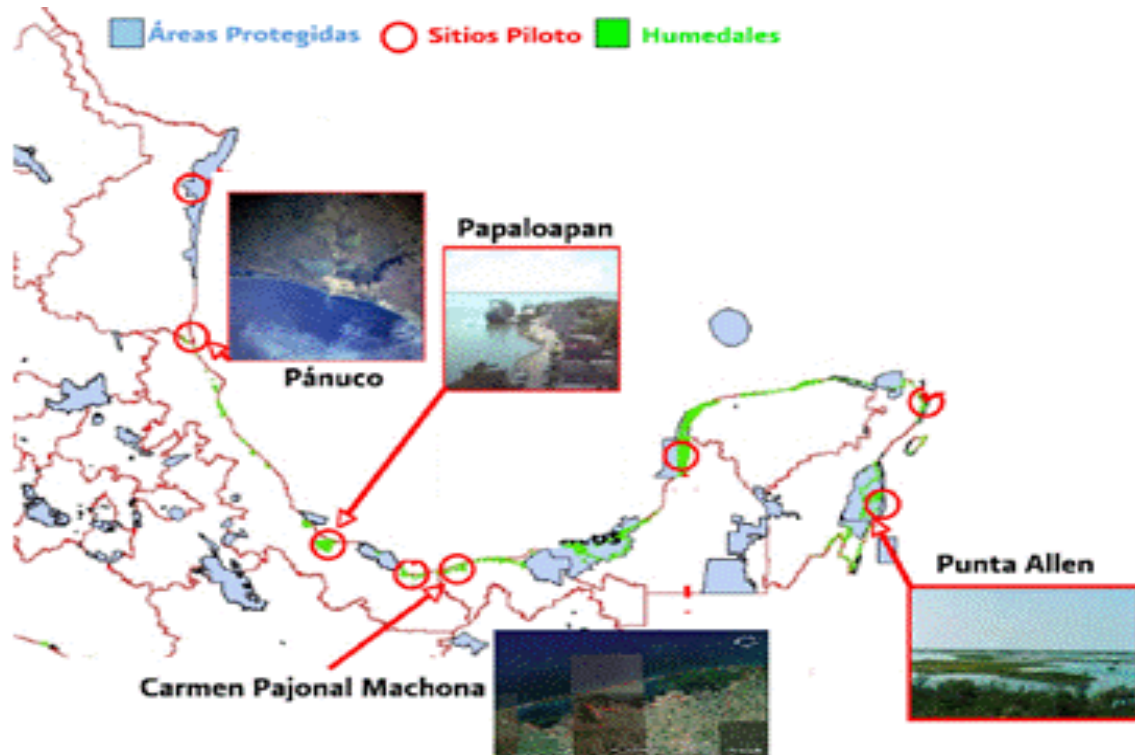 Áreas Protegidas Sitios Piloto Humedales
Papaloapan
Pánuco
Punta Allen
Carmen Pajonal Machona